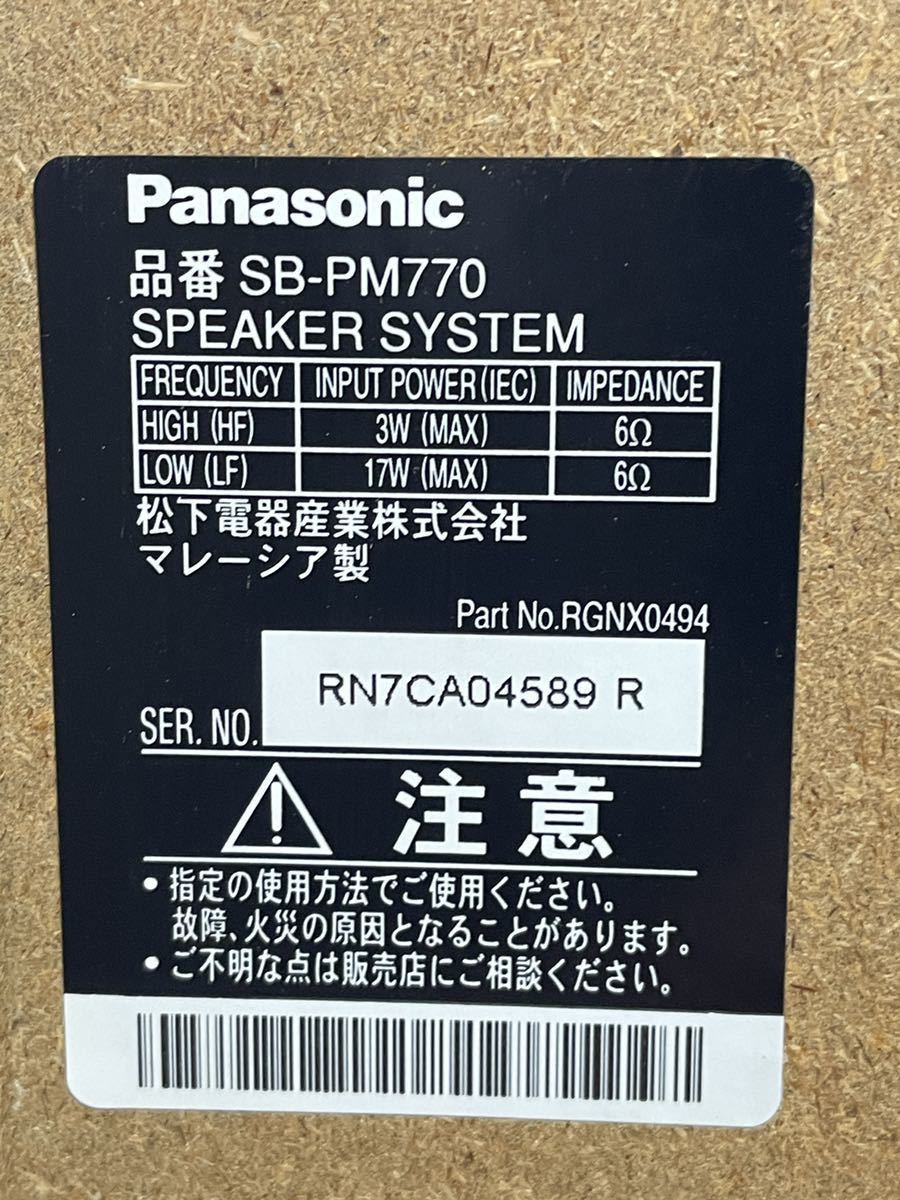 Panasonic
品番 SB-PM770
SPEAKER SYSTEM
FREQUENCY INPUT POWER (IEC) IMPEDANCE
HIGH (HF) 3W (MAX) 6Ω
LOW (LF) 17W (MAX) 6Ω
松下電器産業株式会社
マレーシア製
Part No.RGNX0494
RN7CA04589 R
SER. NO.
注意
• 指定の使用方法でご使用ください。
故障、火災の原因となることがあります。
• ご不明な点は販売店にご相談ください。